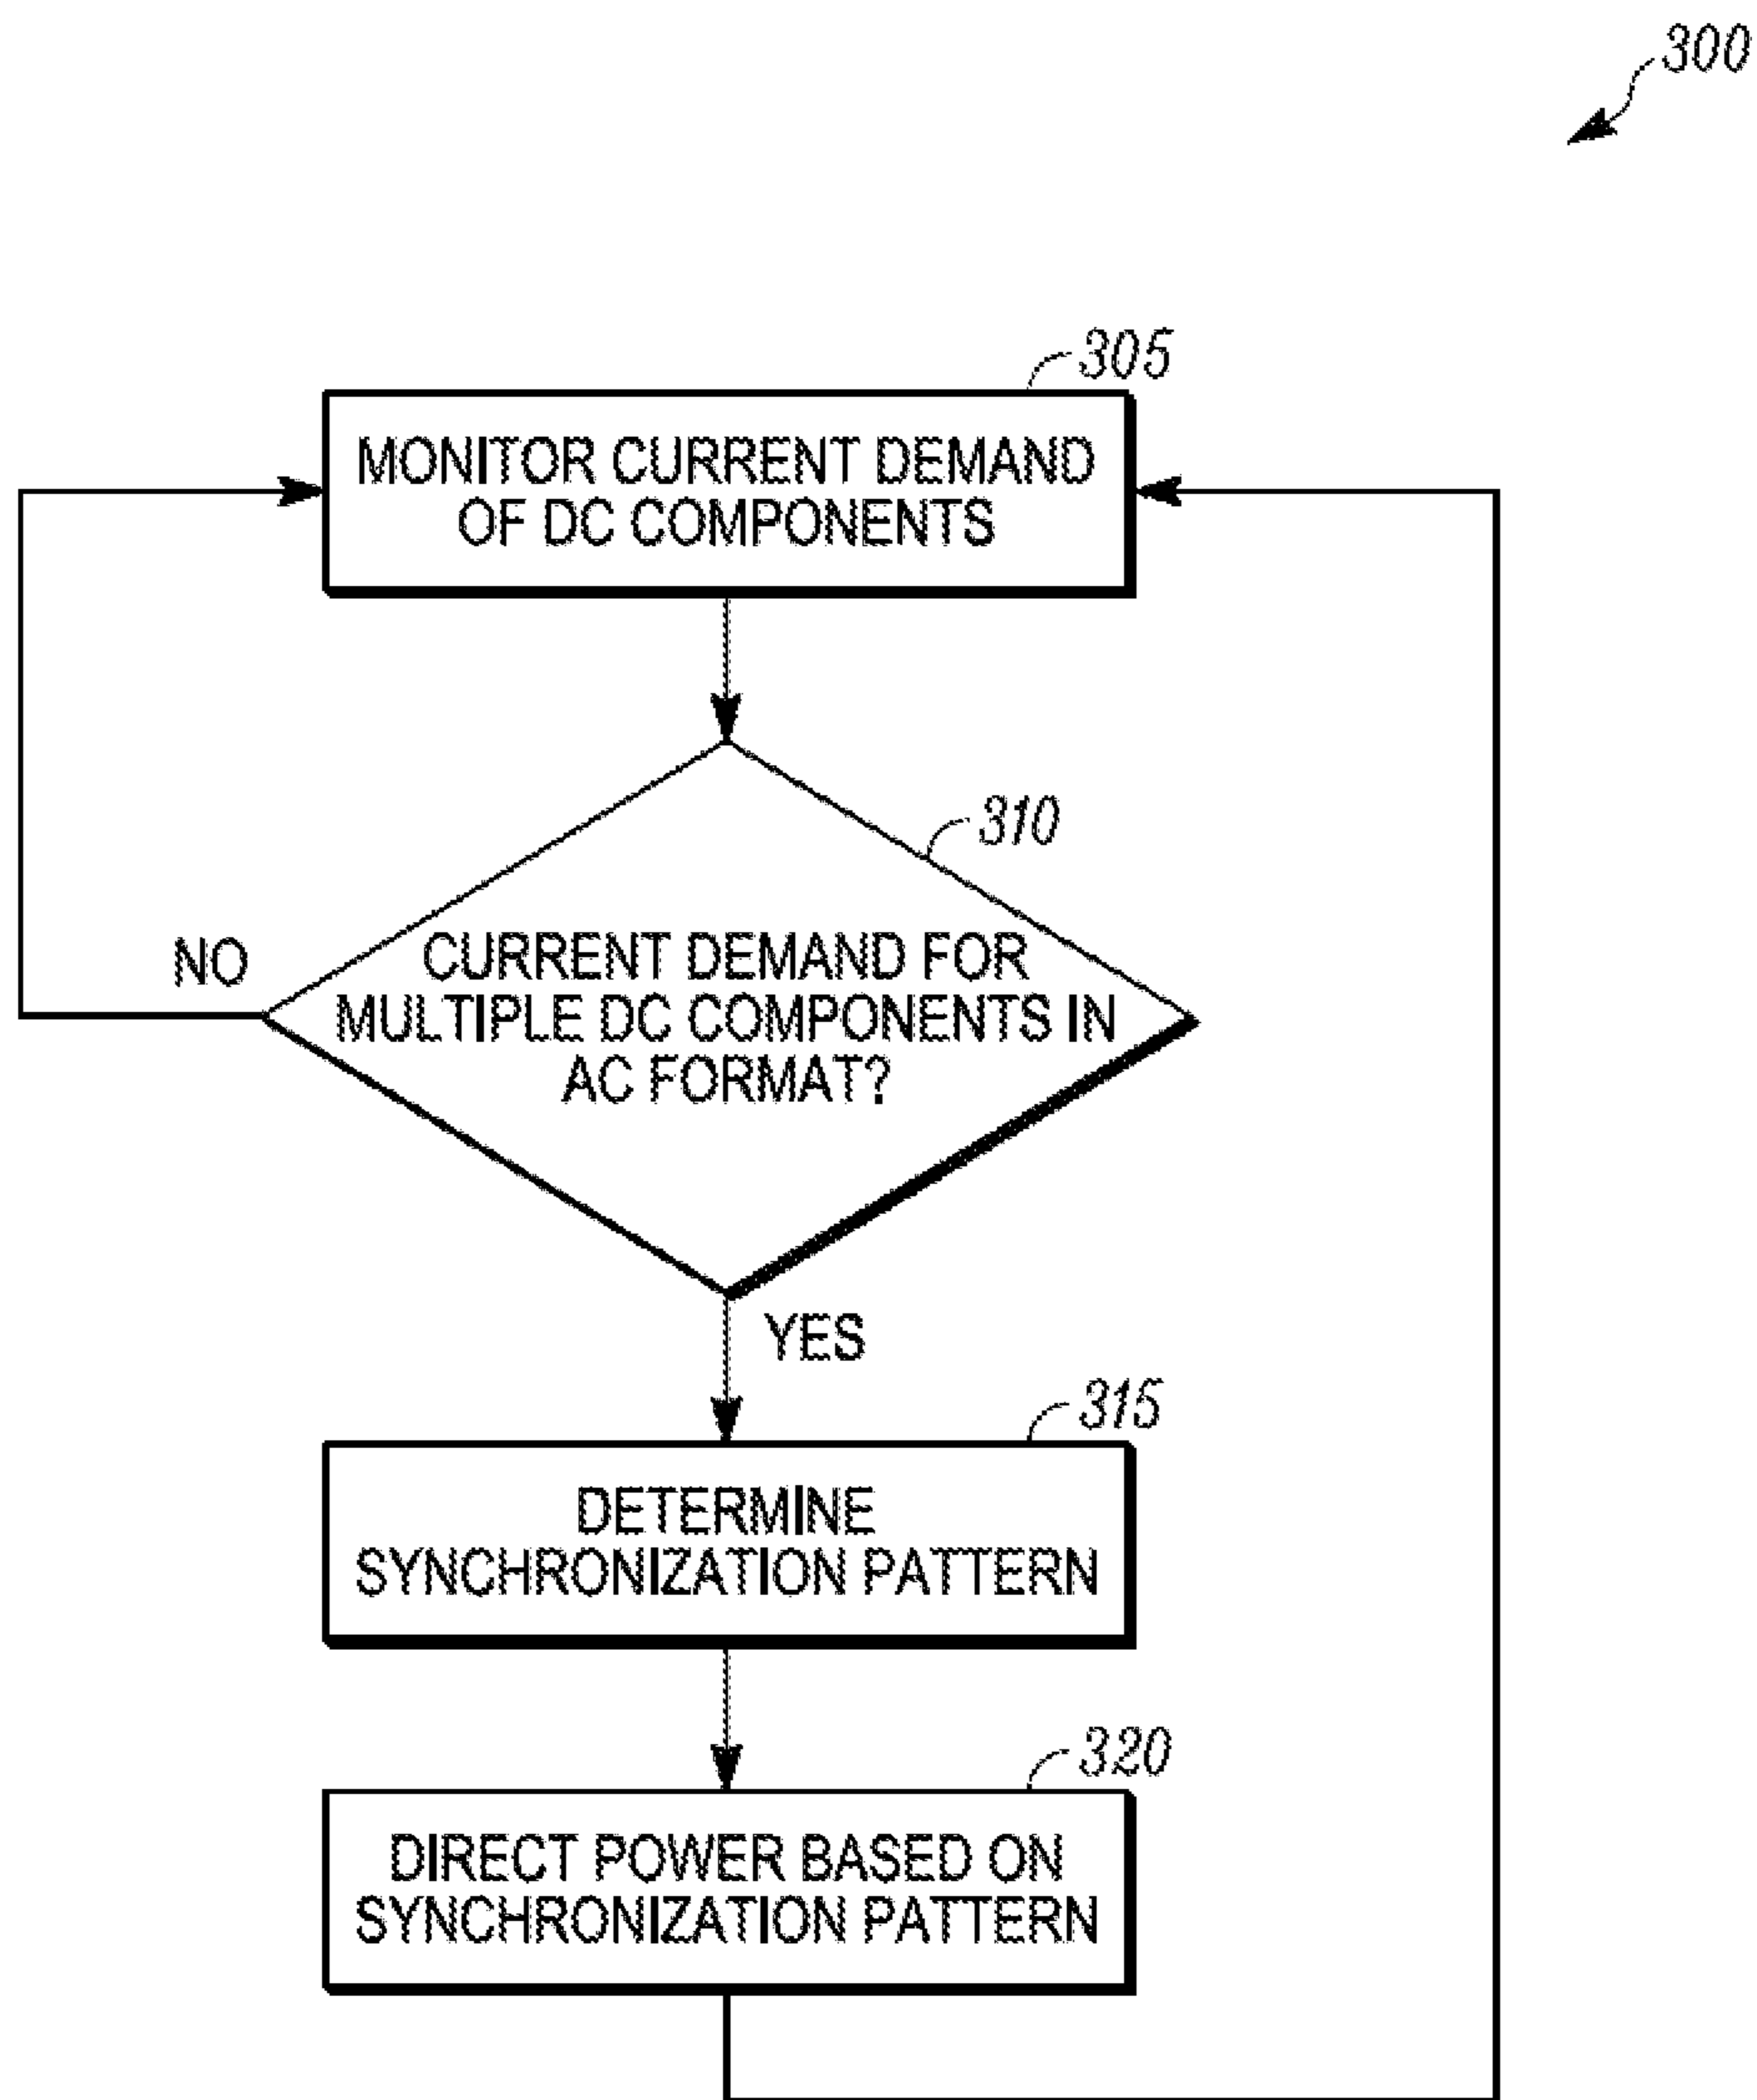 300
305
MONITOR CURRENT DEMAND
OF DC COMPONENTS
310
NO
CURRENT DEMAND FOR
MULTIPLE DC COMPONENTS IN
AC FORMAT?
YES
315
DETERMINE
SYNCHRONIZATION PATTERN
320
DIRECT POWER BASED ON
SYNCHRONIZATION PATTERN